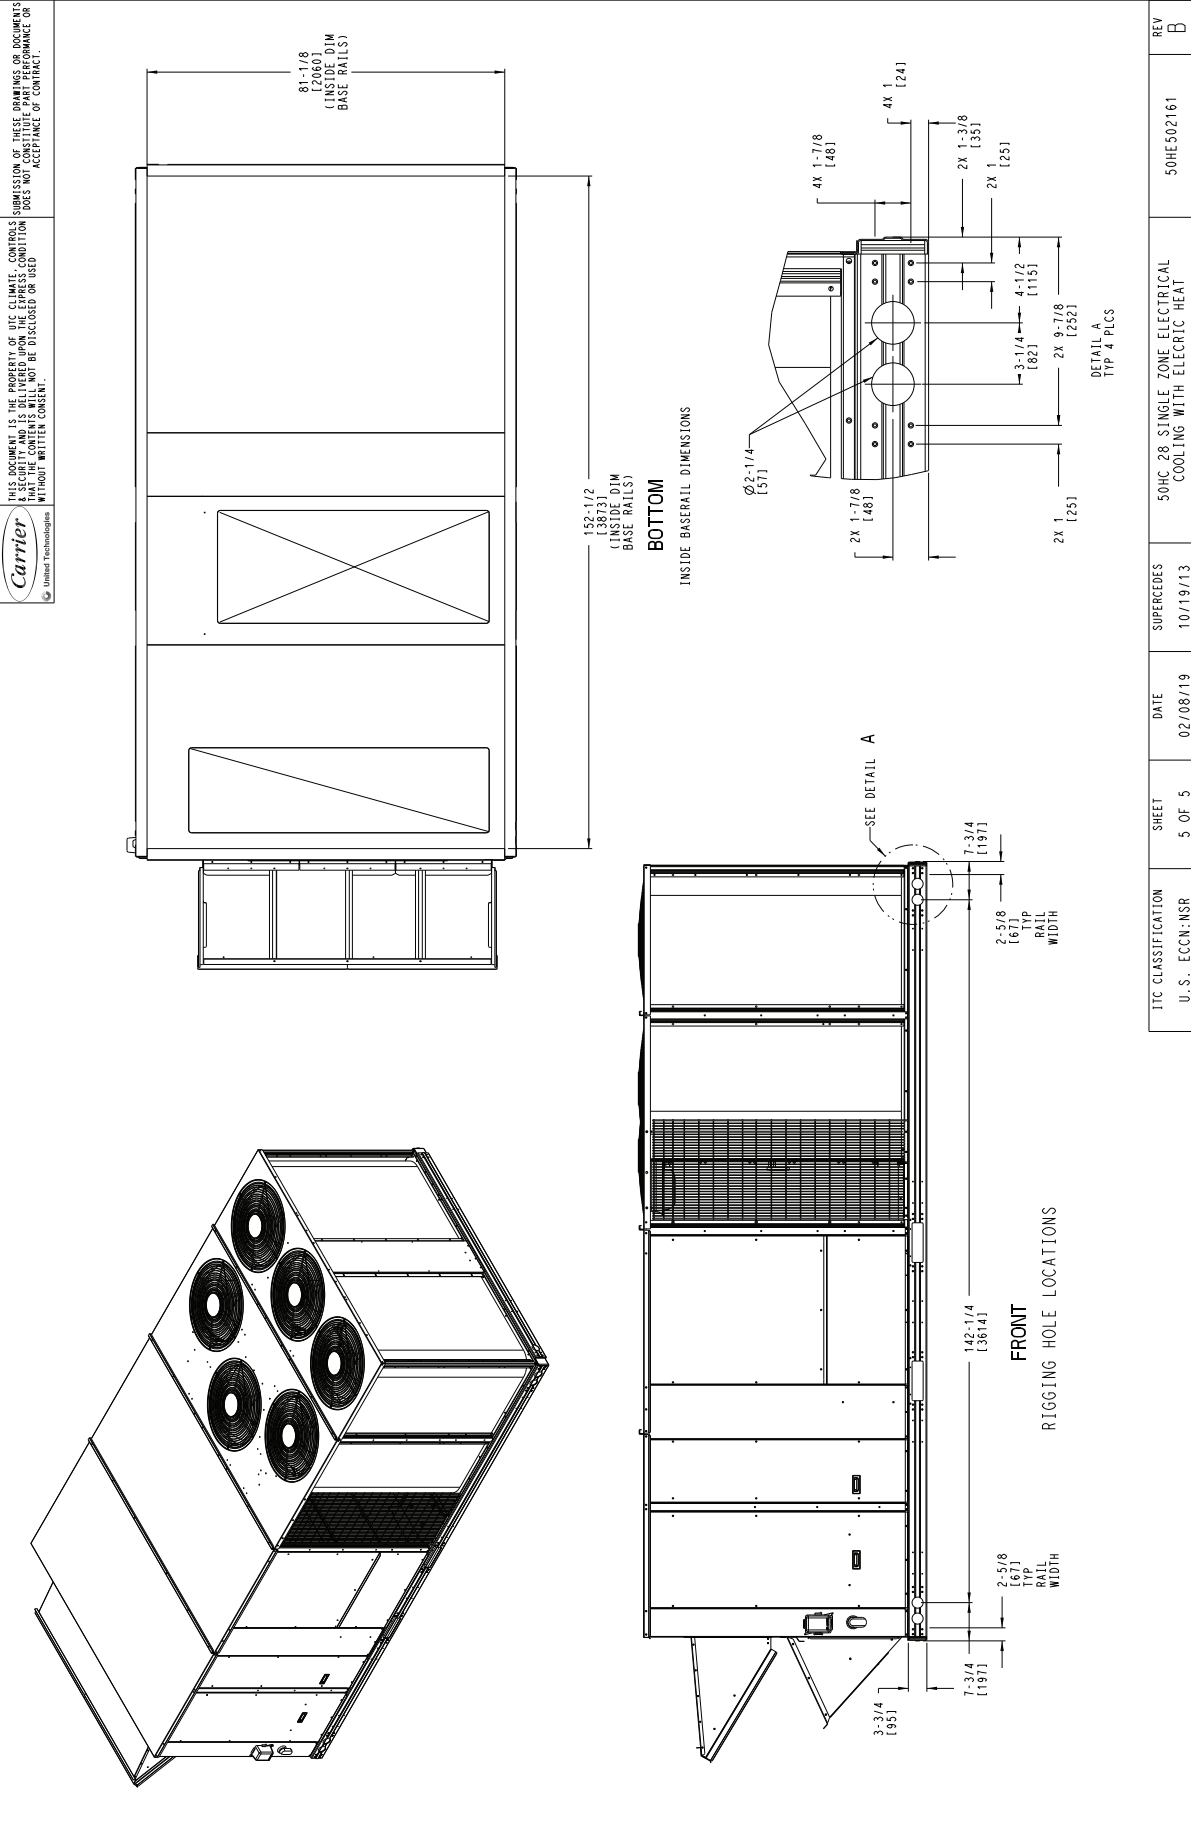 Carrier
United Technologies
THIS DOCUMENT IS THE PROPERTY OF UTC CLIMATE, CONTROLS
& SECURITY AND IS DELIVERED UPON THE EXPRESS CONDITION
THAT THE CONTENTS WILL NOT BE DISCLOSED OR USED
WITHOUT WRITTEN CONSENT.
SUBMISSION OF THESE DRAWINGS OR DOCUMENTS
DOES NOT CONSTITUTE PART PERFORMANCE OR
ACCEPTANCE OF CONTRACT.
81-1/8
[2060]
(INSIDE DIM
BASE RAILS)
152-1/2
[3873]
(INSIDE DIM
BASE RAILS)
BOTTOM
INSIDE BASERAIL DIMENSIONS
4X 1-7/8
[48]
4X 1
[24]
2X 1-3/8
[35]
2X 1
[25]
Ø2-1/4
[57]
2X 1-7/8
[48]
4-1/2
[115]
3-1/4
[82]
2X 9-7/8
[252]
2X 1
[25]
DETAIL A
TYP 4 PLCS
SEE DETAIL A
7-3/4
[197]
2-5/8
[67]
TYP
RAIL
WIDTH
142-1/4
[3614]
FRONT
RIGGING HOLE LOCATIONS
2-5/8
[67]
TYP
RAIL
WIDTH
7-3/4
[197]
3-3/4
[95]
ITC CLASSIFICATION
U.S. ECCN:NSR
SHEET
5 OF 5
DATE
02/08/19
SUPERCEDES
10/19/13
50HC 28 SINGLE ZONE ELECTRICAL
COOLING WITH ELECRIC HEAT
50HE502161
REV
B